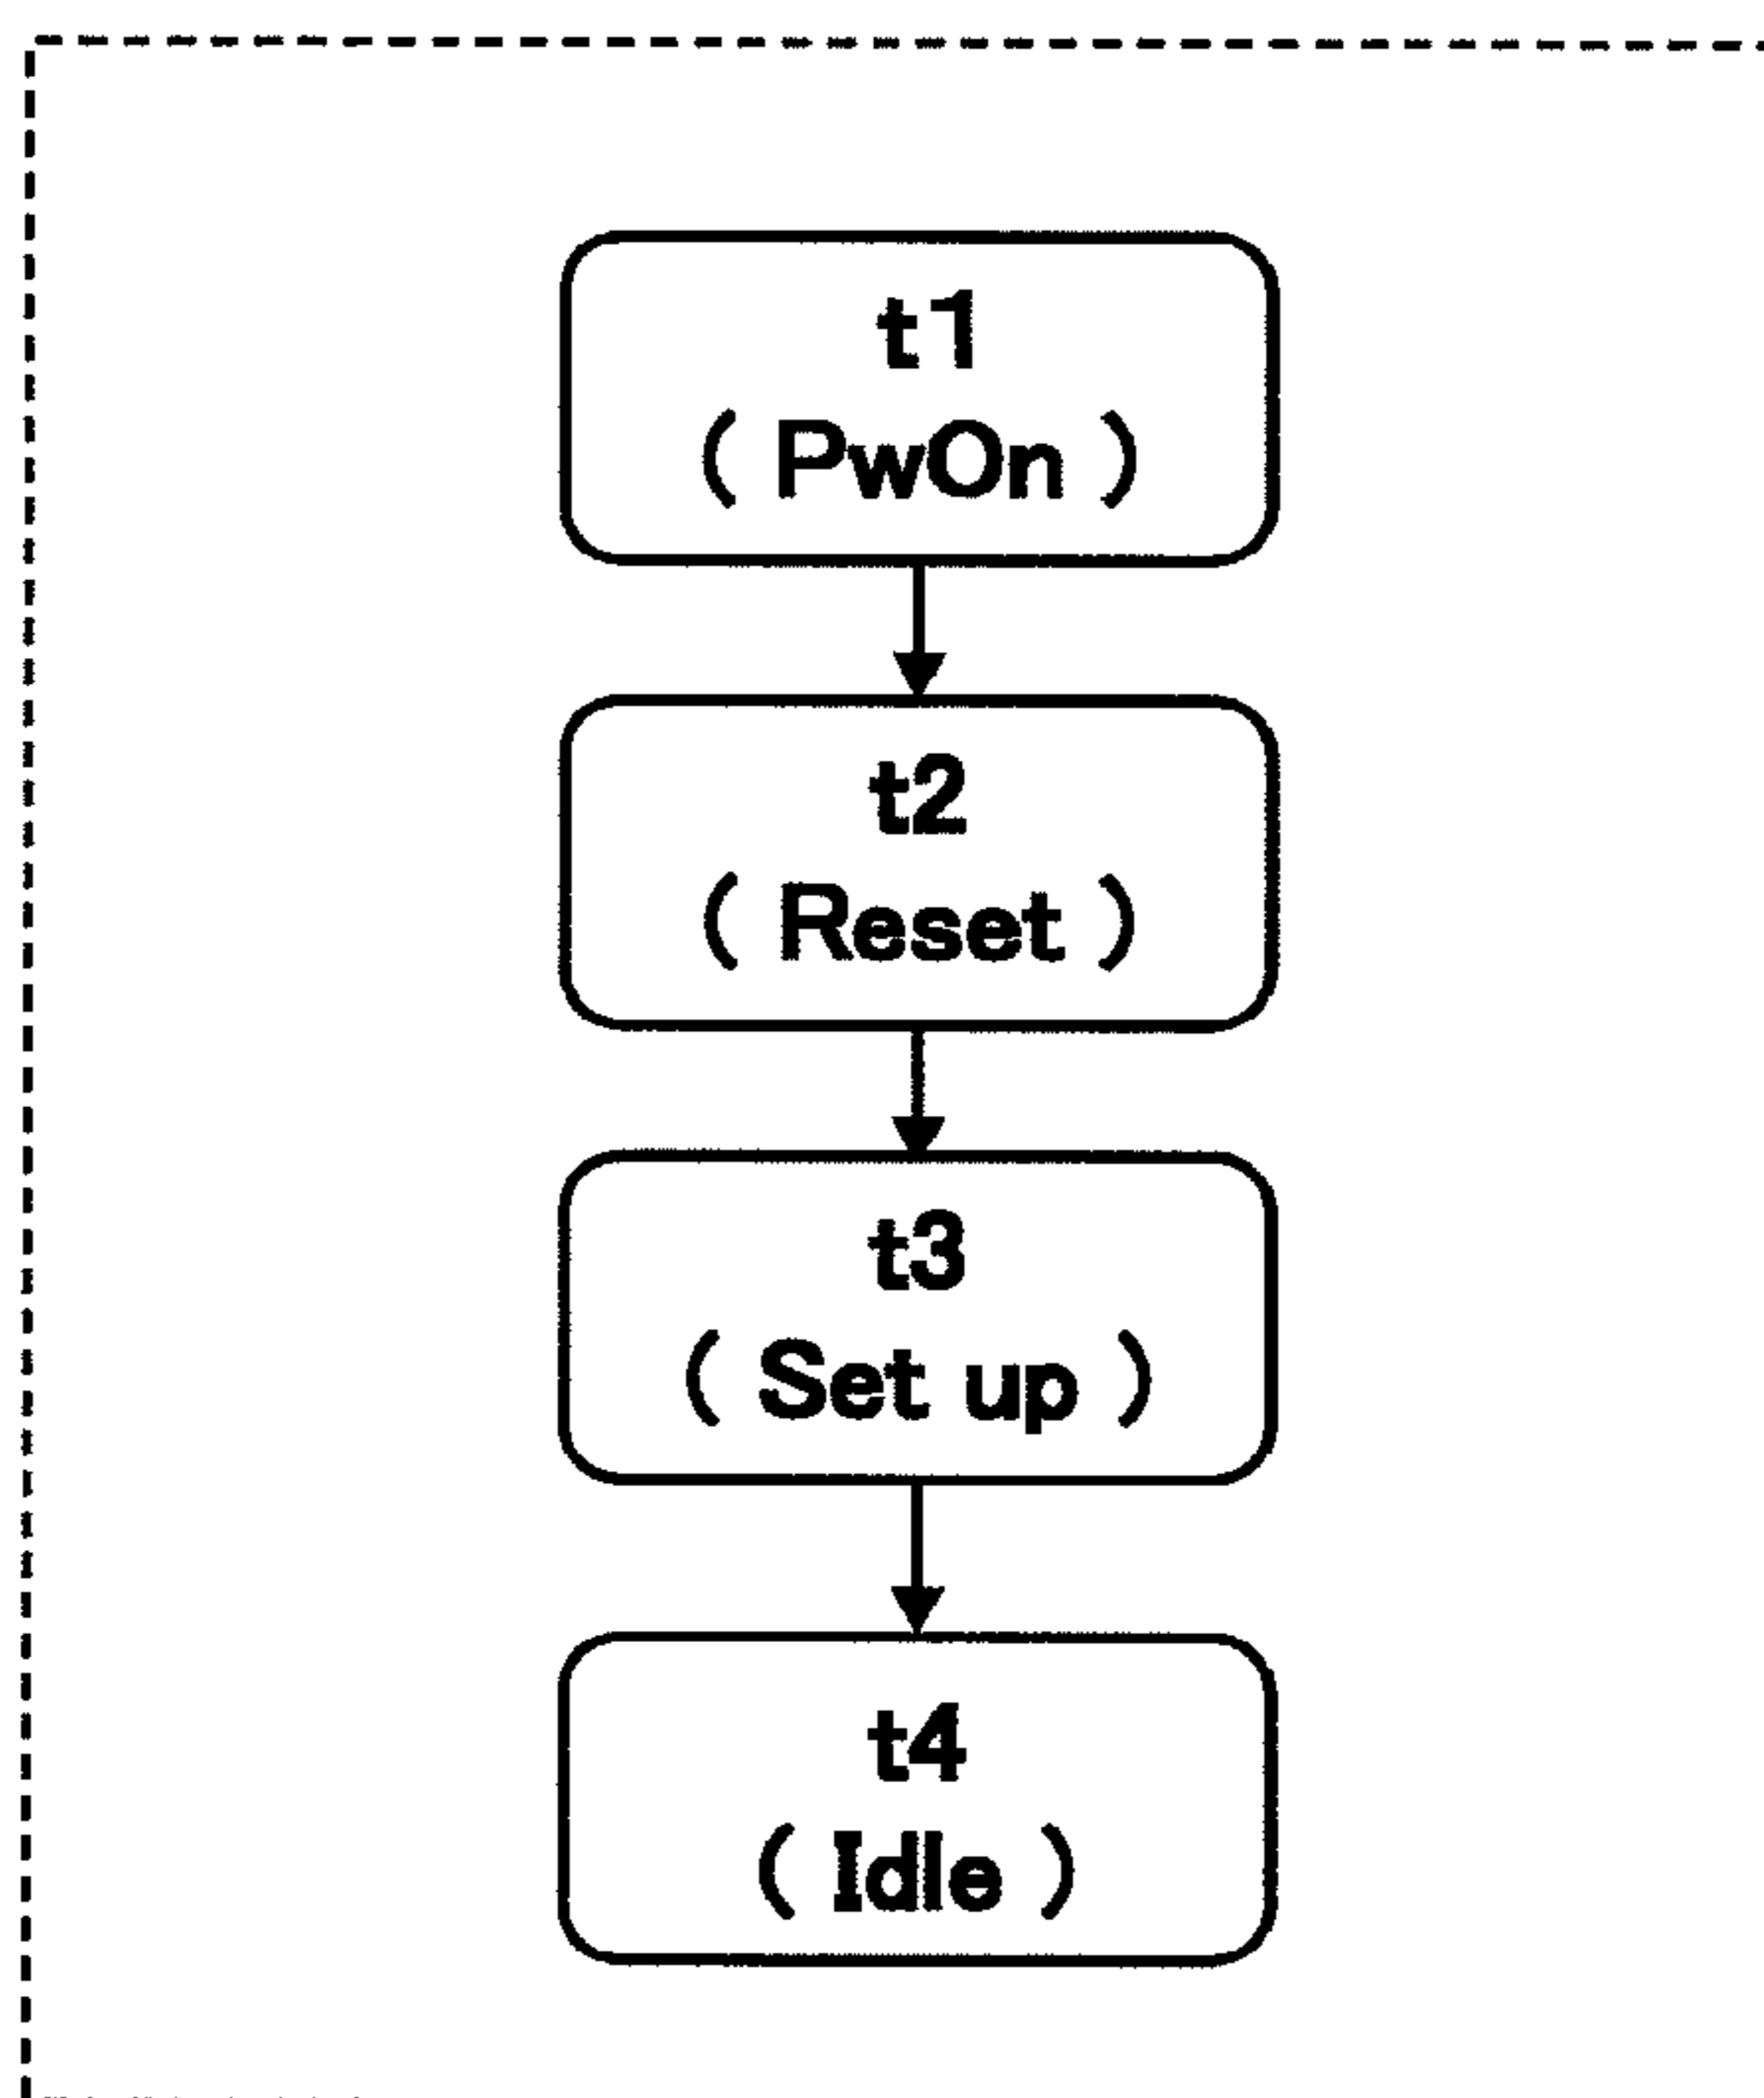 t1
( PwOn )
t2
( Reset )
t3
( Set up )
t4
( Idle )